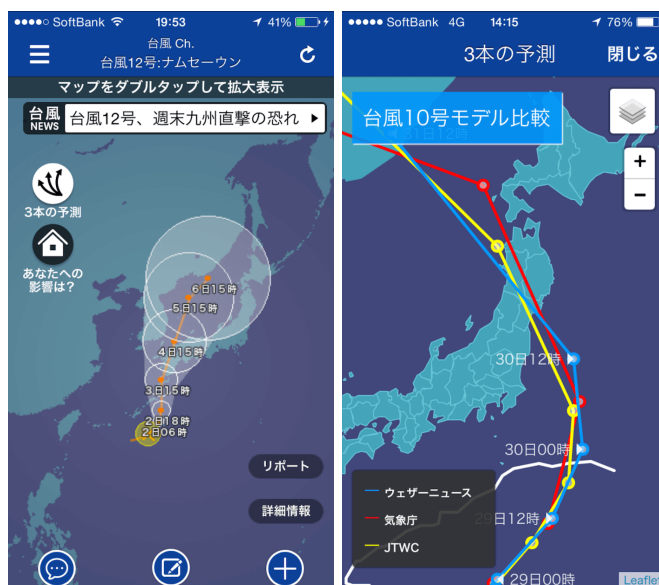 SoftBank 19:53 41%
台風 Ch.
台風12号:ナムセーウン
マップをダブルタップして拡大表示
台風
NEWS
台風12号、週末九州直撃の恐れ
3本の予測
あなたへの
影響は?
6日15時
5日15時
4日15時
3日15時
2日18時
2日06時
リポート
詳細情報
SoftBank 4G 14:15 76%
3本の予測 閉じる
台風10号モデル比較
31日12時
+
−
30日12時
30日00時
29日12時
29日00時
ウェザーニュース
気象庁
JTWC